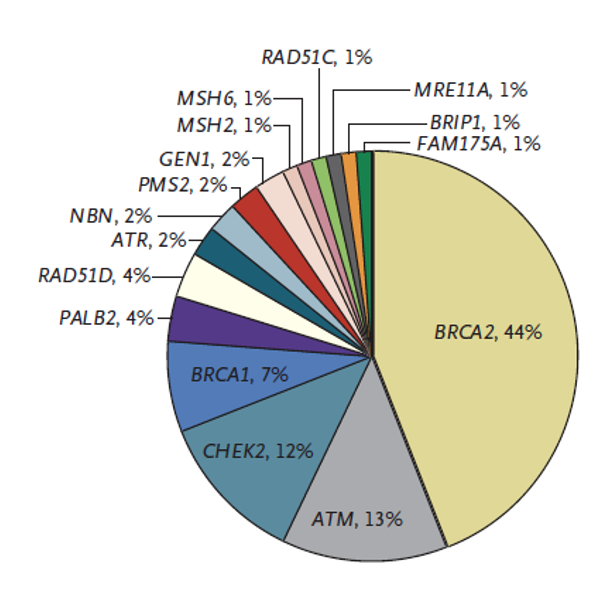 RAD51C, 1%
MRE11A, 1%
MSH6, 1%
BRIP1, 1%
MSH2, 1%
FAM175A, 1%
GEN1, 2%
PMS2, 2%
NBN, 2%
ATR, 2%
RAD51D, 4%
PALB2, 4%
BRCA2, 44%
BRCA1, 7%
CHEK2, 12%
ATM, 13%